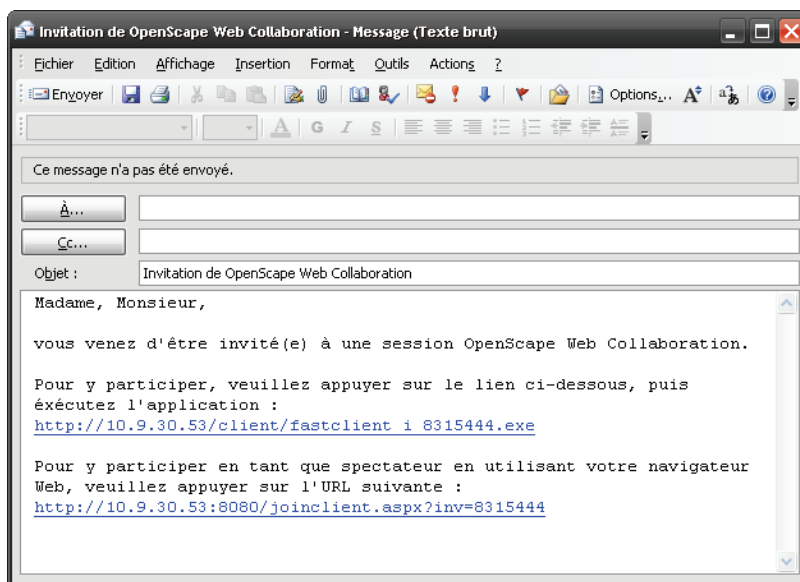 Invitation de OpenScape Web Collaboration - Message (Texte brut)
Fichier Edition Affichage Insertion Format Outils Actions ?
Envoyer Options...
A G I S
Ce message n'a pas été envoyé.
À...
Cc...
Objet : Invitation de OpenScape Web Collaboration
Madame, Monsieur,
vous venez d'être invité(e) à une session OpenScape Web Collaboration.
Pour y participer, veuillez appuyer sur le lien ci-dessous, puis
éxécutez l'application :
http://10.9.30.53/client/fastclient_i_8315444.exe
Pour y participer en tant que spectateur en utilisant votre navigateur
Web, veuillez appuyer sur l'URL suivante :
http://10.9.30.53:8080/joinclient.aspx?inv=8315444